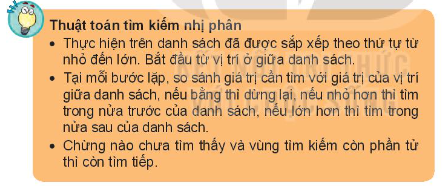 Thuật toán tìm kiếm nhị phân
• Thực hiện trên danh sách đã được sắp xếp theo thứ tự từ
nhỏ đến lớn. Bắt đầu từ vị trí ở giữa danh sách.
• Tại mỗi bước lặp, so sánh giá trị cần tìm với giá trị của vị trí
giữa danh sách, nếu bằng thì dừng lại, nếu nhỏ hơn thì tìm
trong nửa trước của danh sách, nếu lớn hơn thì tìm trong
nửa sau của danh sách.
• Chừng nào chưa tìm thấy và vùng tìm kiếm còn phần tử
thì còn tìm tiếp.